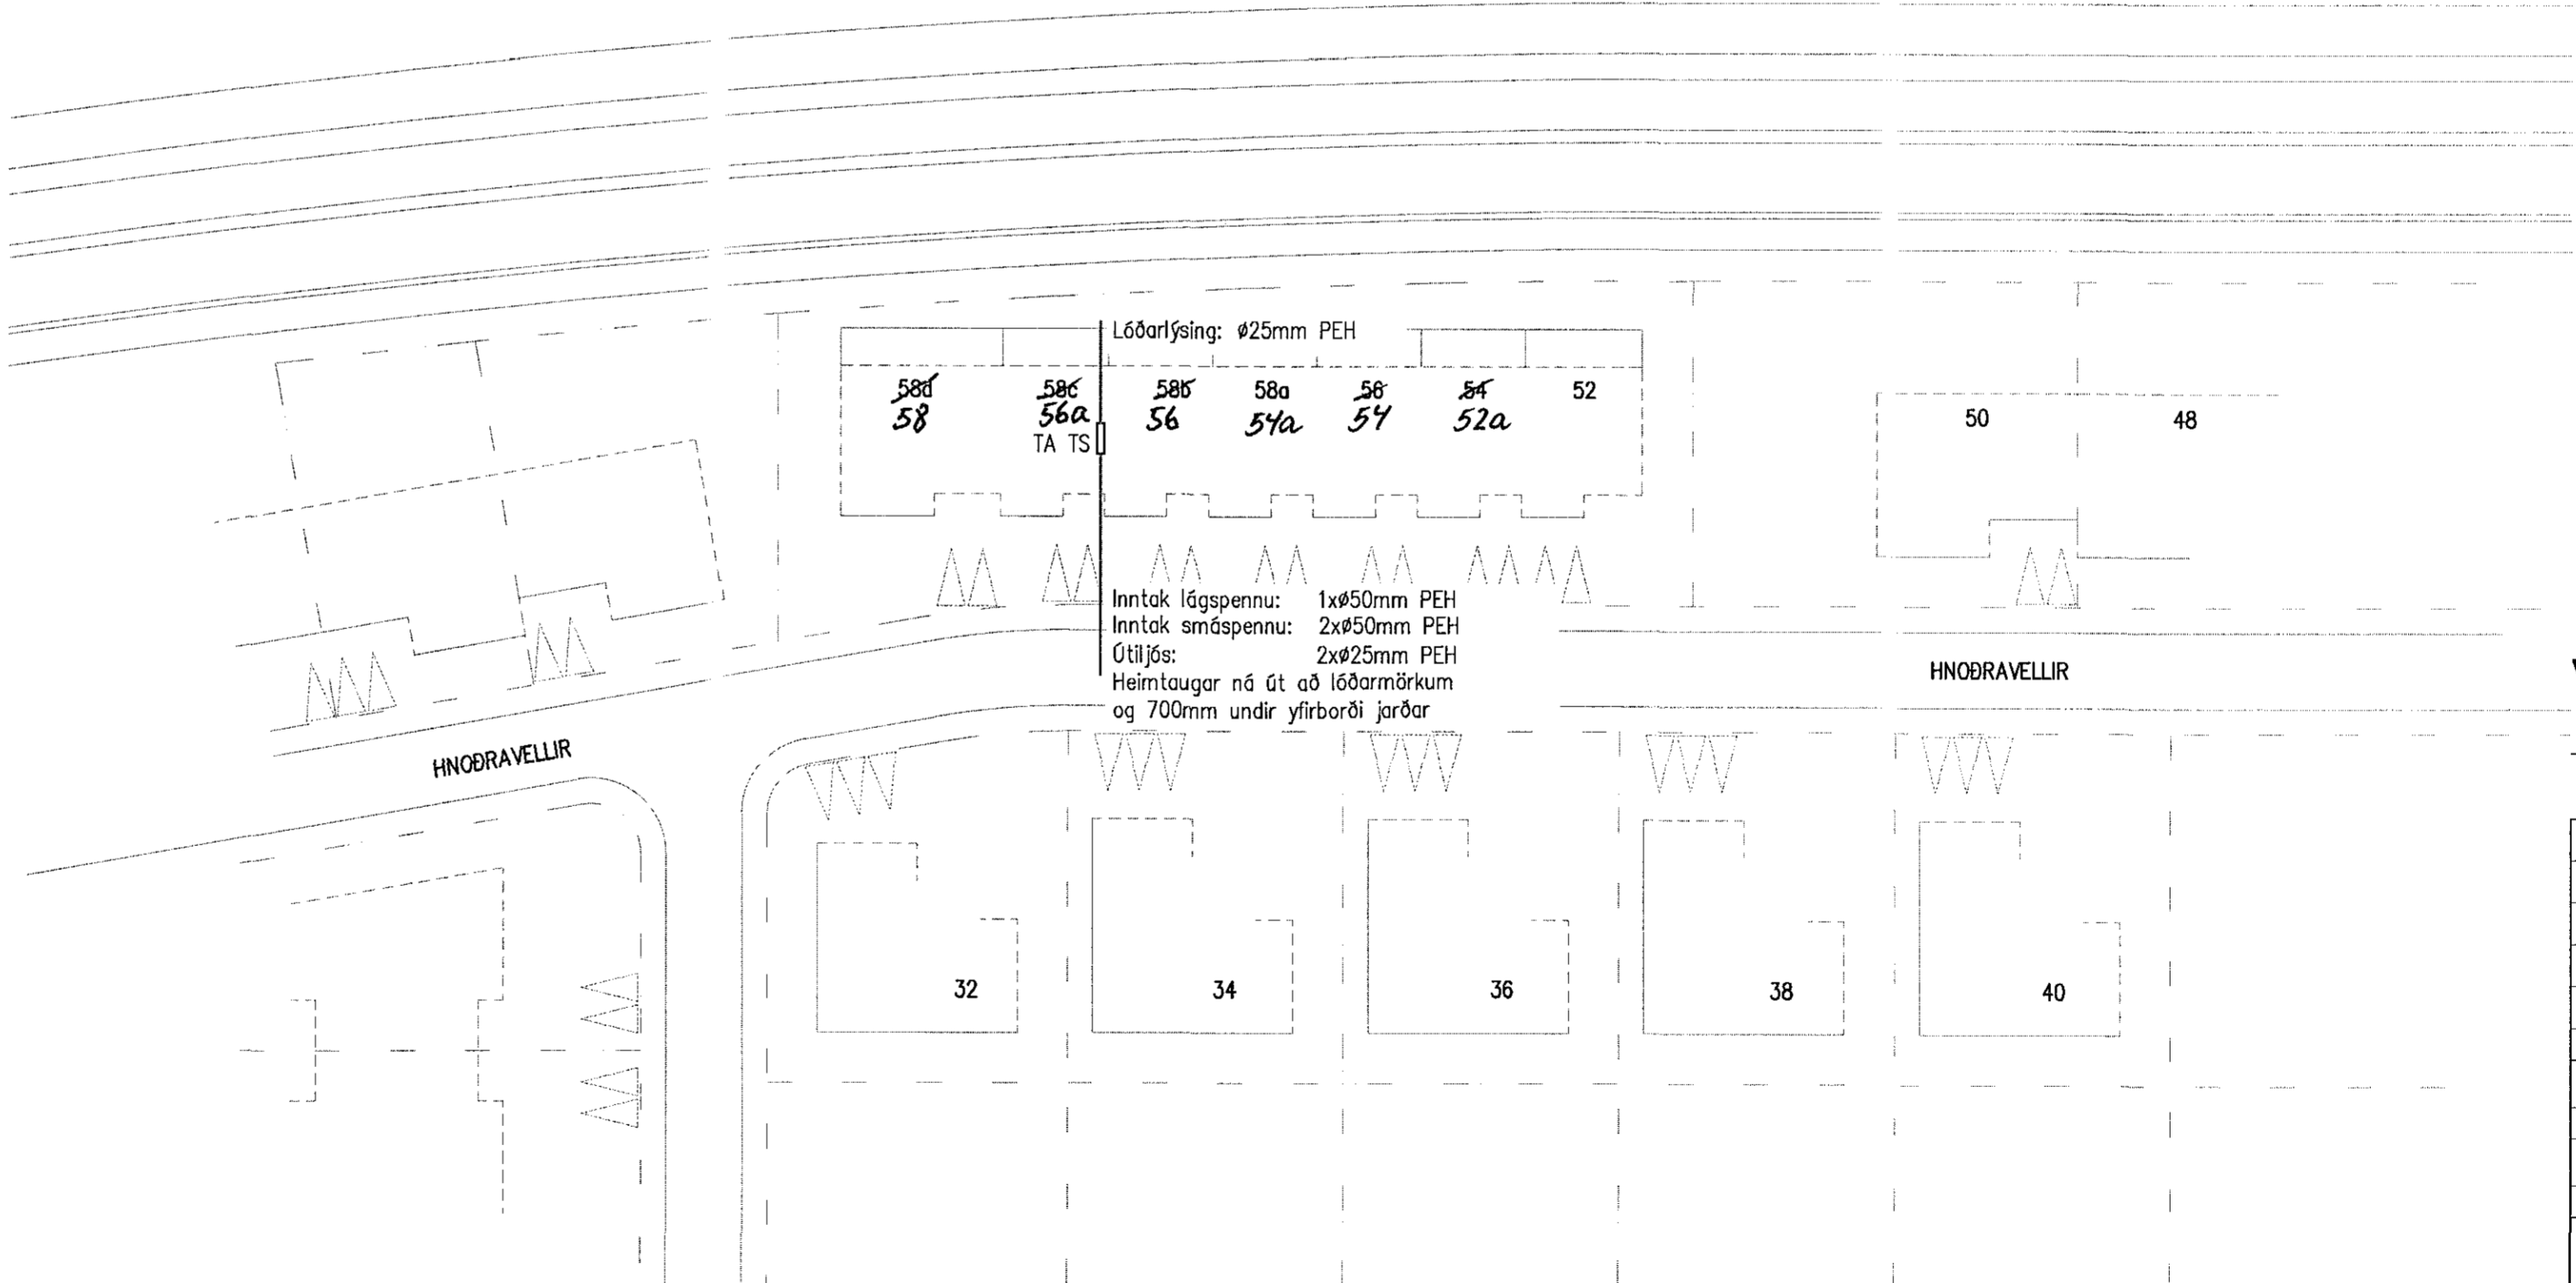 Lóðarlýsing: ø25mm PEH
58d 58c 58b 58a 56 54 52
58 56a 56 54a 54 52a
TA TS
50 48
Inntak lágspennu: 1xø50mm PEH
Inntak smáspennu: 2xø50mm PEH
Útiljós: 2xø25mm PEH
Heimtaugar ná út að lóðarmörkum
og 700mm undir yfirborði jarðar
HNOÐRAVELLIR
HNOÐRAVELLIR
32 34 36 38 40